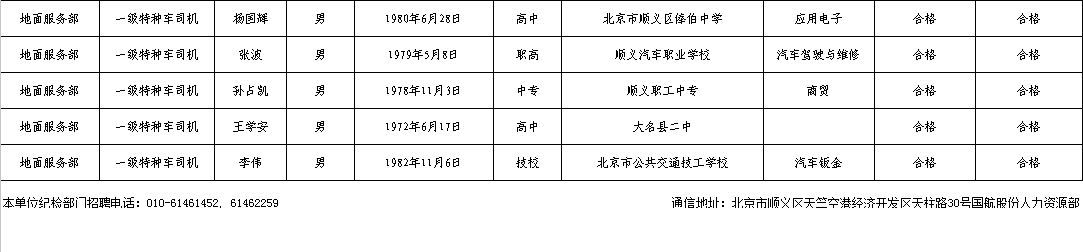 地面服务部 一级特种车司机 杨国辉 男 1980年6月28日 高中 北京市顺义区俸伯中学 应用电子 合格 合格
地面服务部 一级特种车司机 张波 男 1979年5月8日 职高 顺义汽车职业学校 汽车驾驶与维修 合格 合格
地面服务部 一级特种车司机 孙占凯 男 1978年11月3日 中专 顺义职工中专 商贸 合格 合格
地面服务部 一级特种车司机 王学安 男 1972年6月17日 高中 大名县二中 合格 合格
地面服务部 一级特种车司机 李伟 男 1982年11月6日 技校 北京市公共交通技工学校 汽车钣金 合格 合格
本单位纪检部门招聘电话：010-61461452，61462259 通信地址：北京市顺义区天竺空港经济开发区天柱路30号国航股份人力资源部